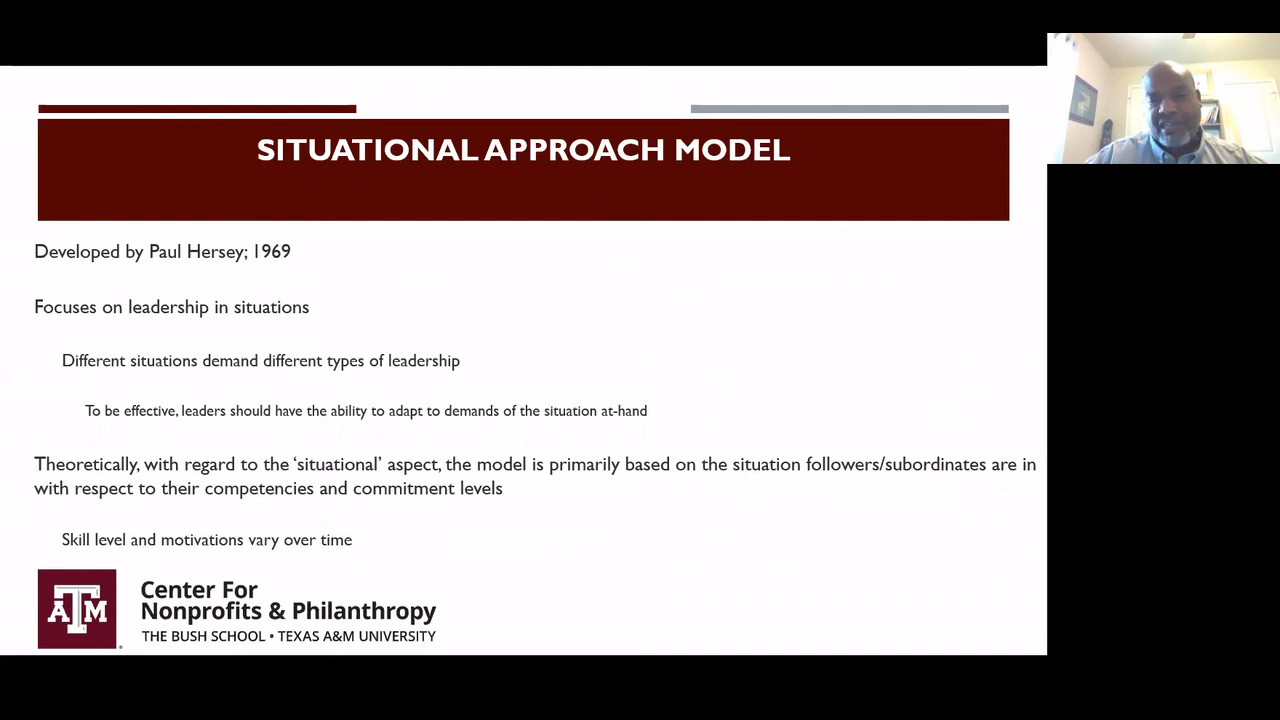 SITUATIONAL APPROACH MODEL
Developed by Paul Hersey; 1969
Focuses on leadership in situations
Different situations demand different types of leadership
To be effective, leaders should have the ability to adapt to demands of the situation at-hand
Theoretically, with regard to the ‘situational’ aspect, the model is primarily based on the situation followers/subordinates are in
with respect to their competencies and commitment levels
Skill level and motivations vary over time
ATM
Center For
Nonprofits & Philanthropy
THE BUSH SCHOOL • TEXAS A&M UNIVERSITY